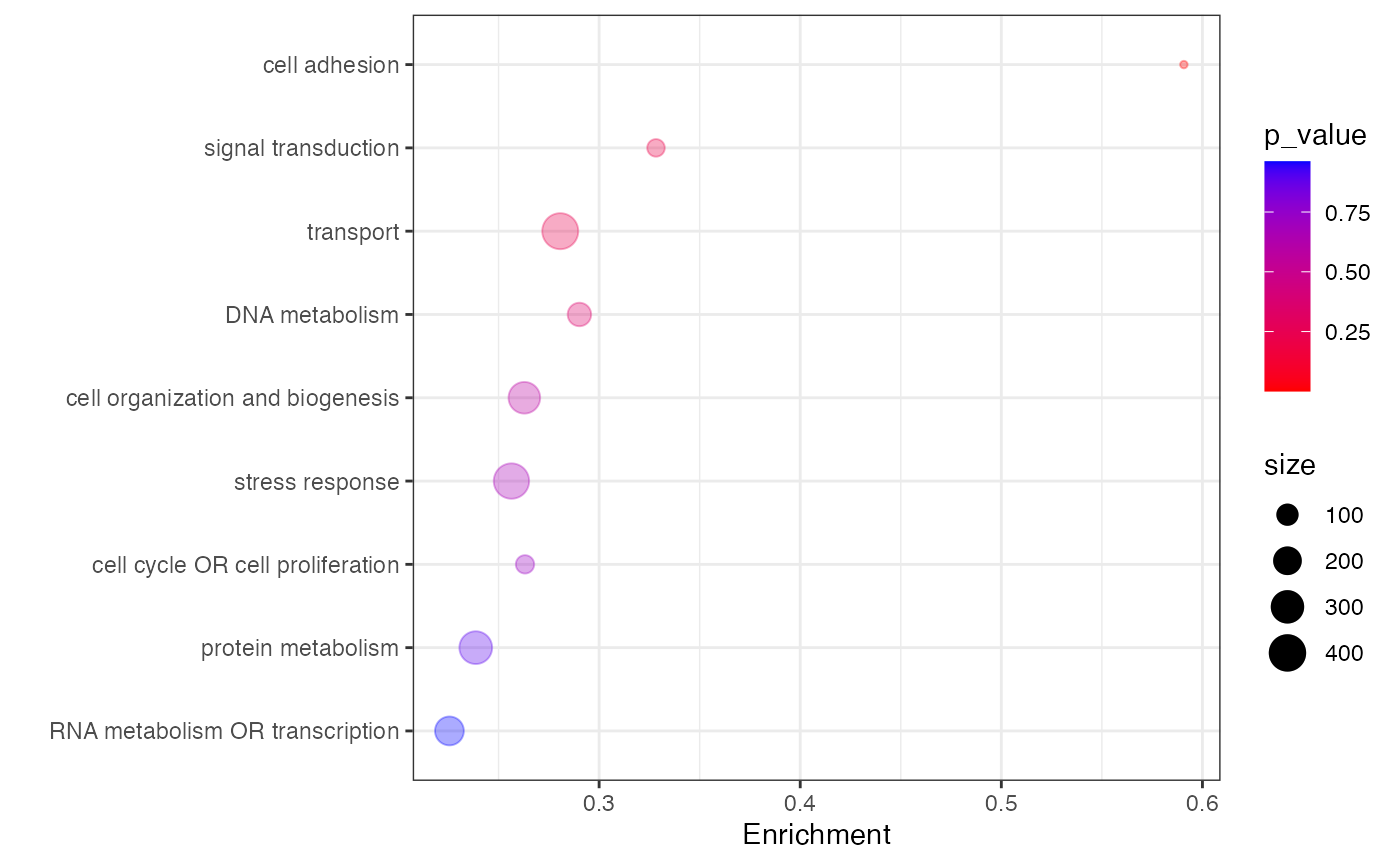 cell adhesion
signal transduction
transport
DNA metabolism
cell organization and biogenesis
stress response
cell cycle OR cell proliferation
protein metabolism
RNA metabolism OR transcription
0.3 0.4 0.5 0.6
Enrichment
p_value
0.75
0.50
0.25
size
100
200
300
400